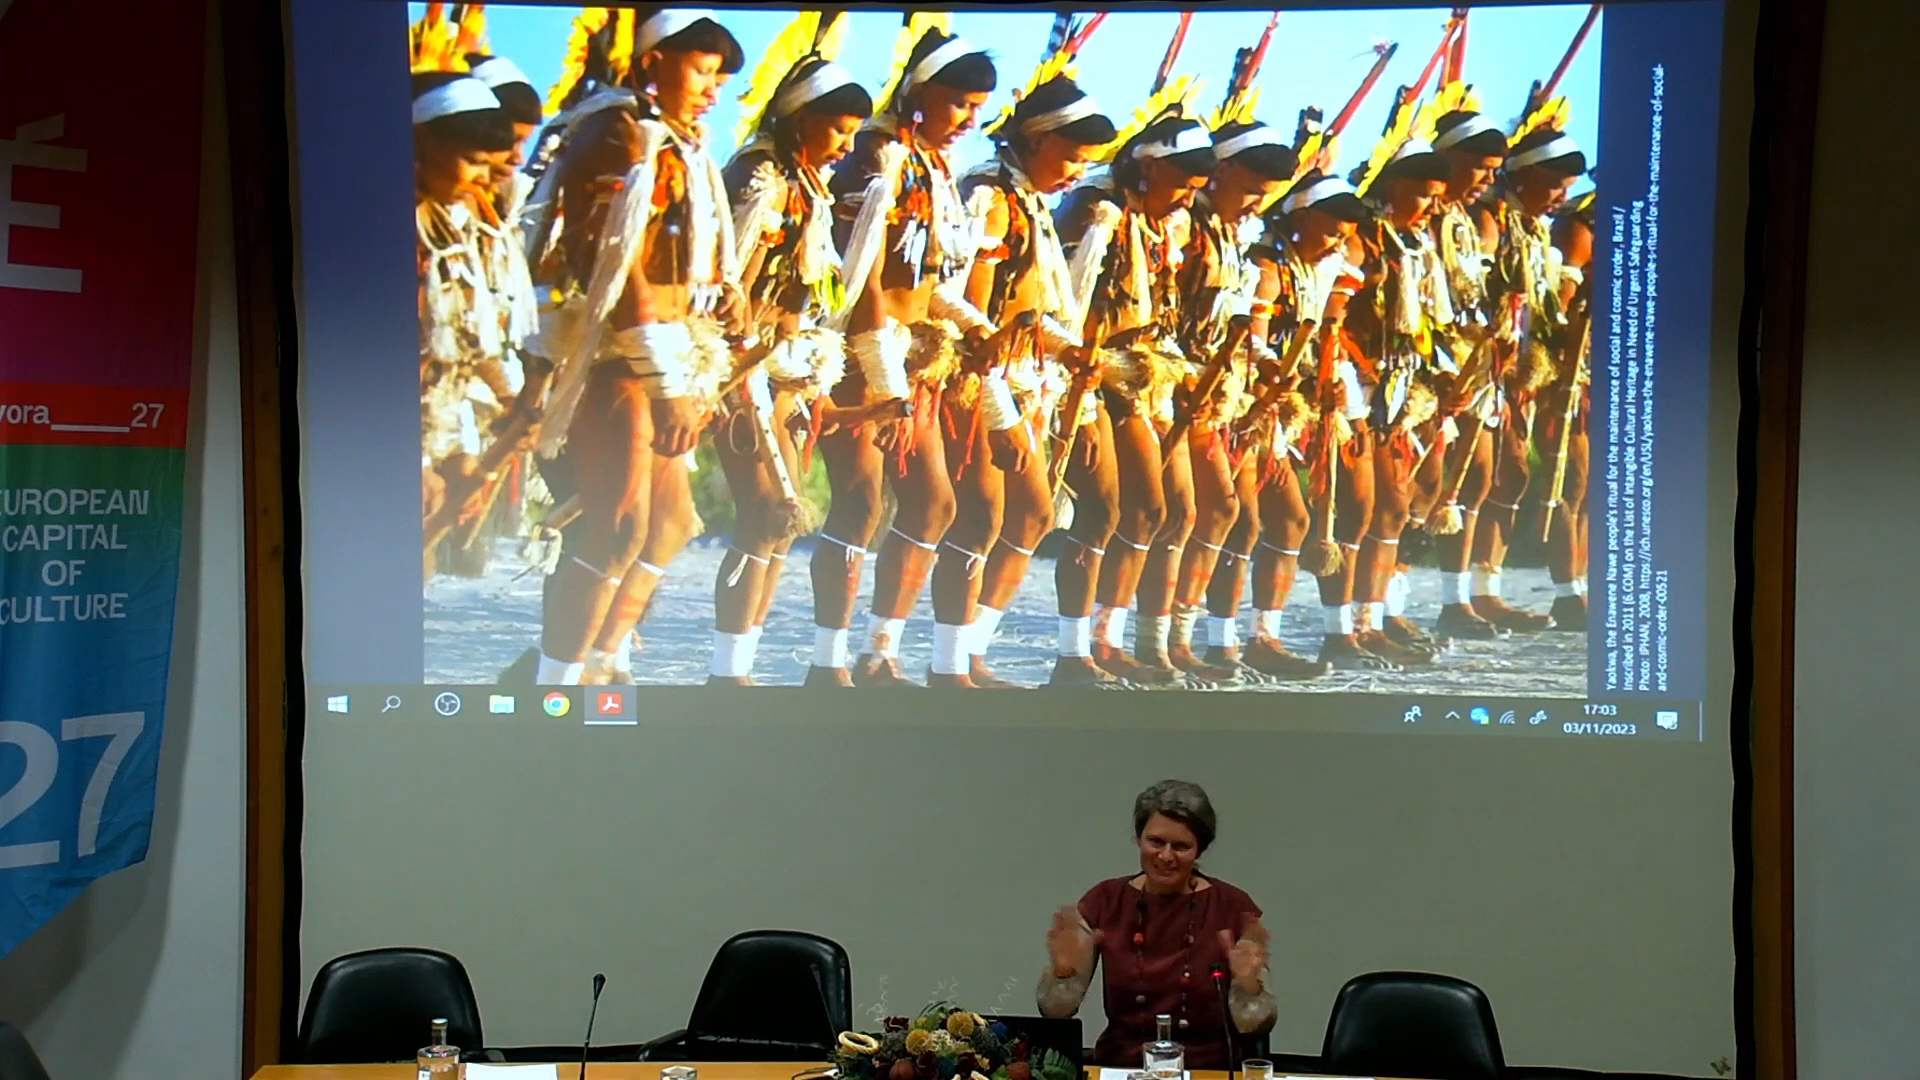 É
vora____27
EUROPEAN
CAPITAL
OF
CULTURE
27
Yaokwa, the Enawene Nawe people's ritual for the maintenance of social and cosmic order, Brazil /
Inscribed in 2011 (6.COM) on the List of Intangible Cultural Heritage in Need of Urgent Safeguarding
Photo: IPHAN, 2008, https://ich.unesco.org/en/USL/yaokwa-the-enawene-nawe-people-s-ritual-for-the-maintenance-of-social-
and-cosmic-order-00521
17:03
03/11/2023